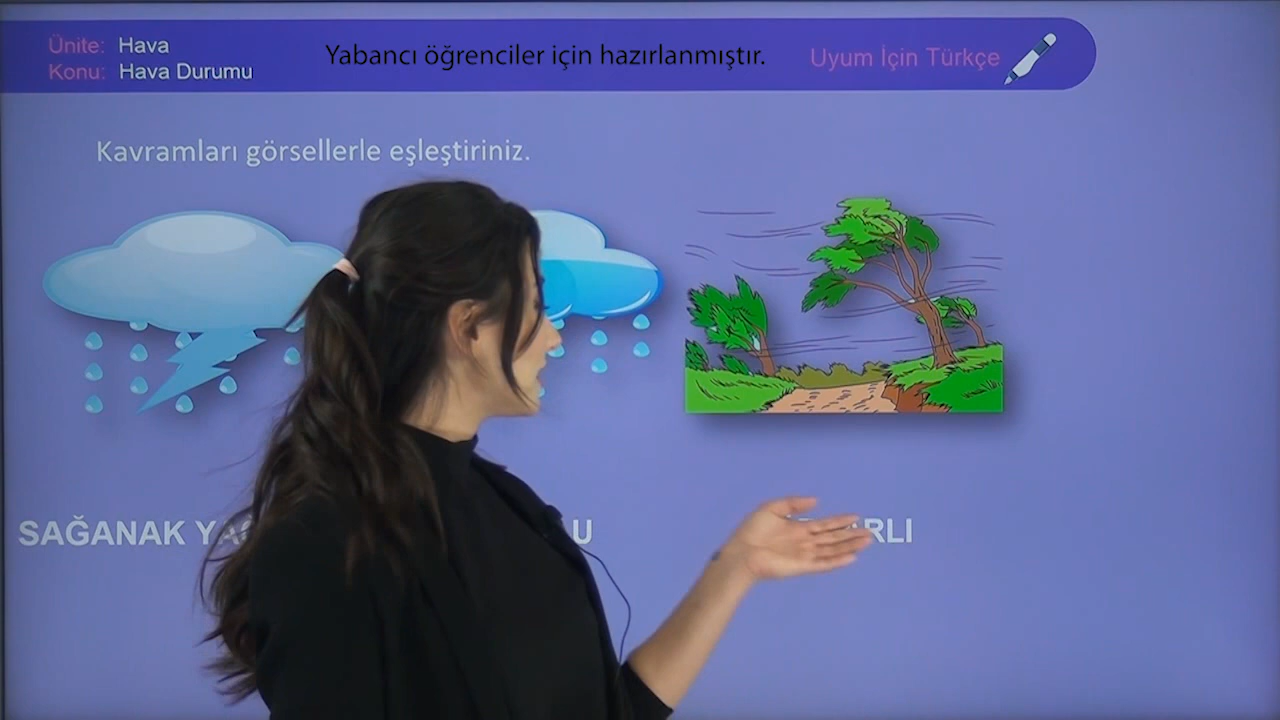 Ünite: Hava
Konu: Hava Durumu
Yabancı öğrenciler için hazırlanmıştır.
Uyum İçin Türkçe
Kavramları görsellerle eşleştiriniz.
SAĞANAK